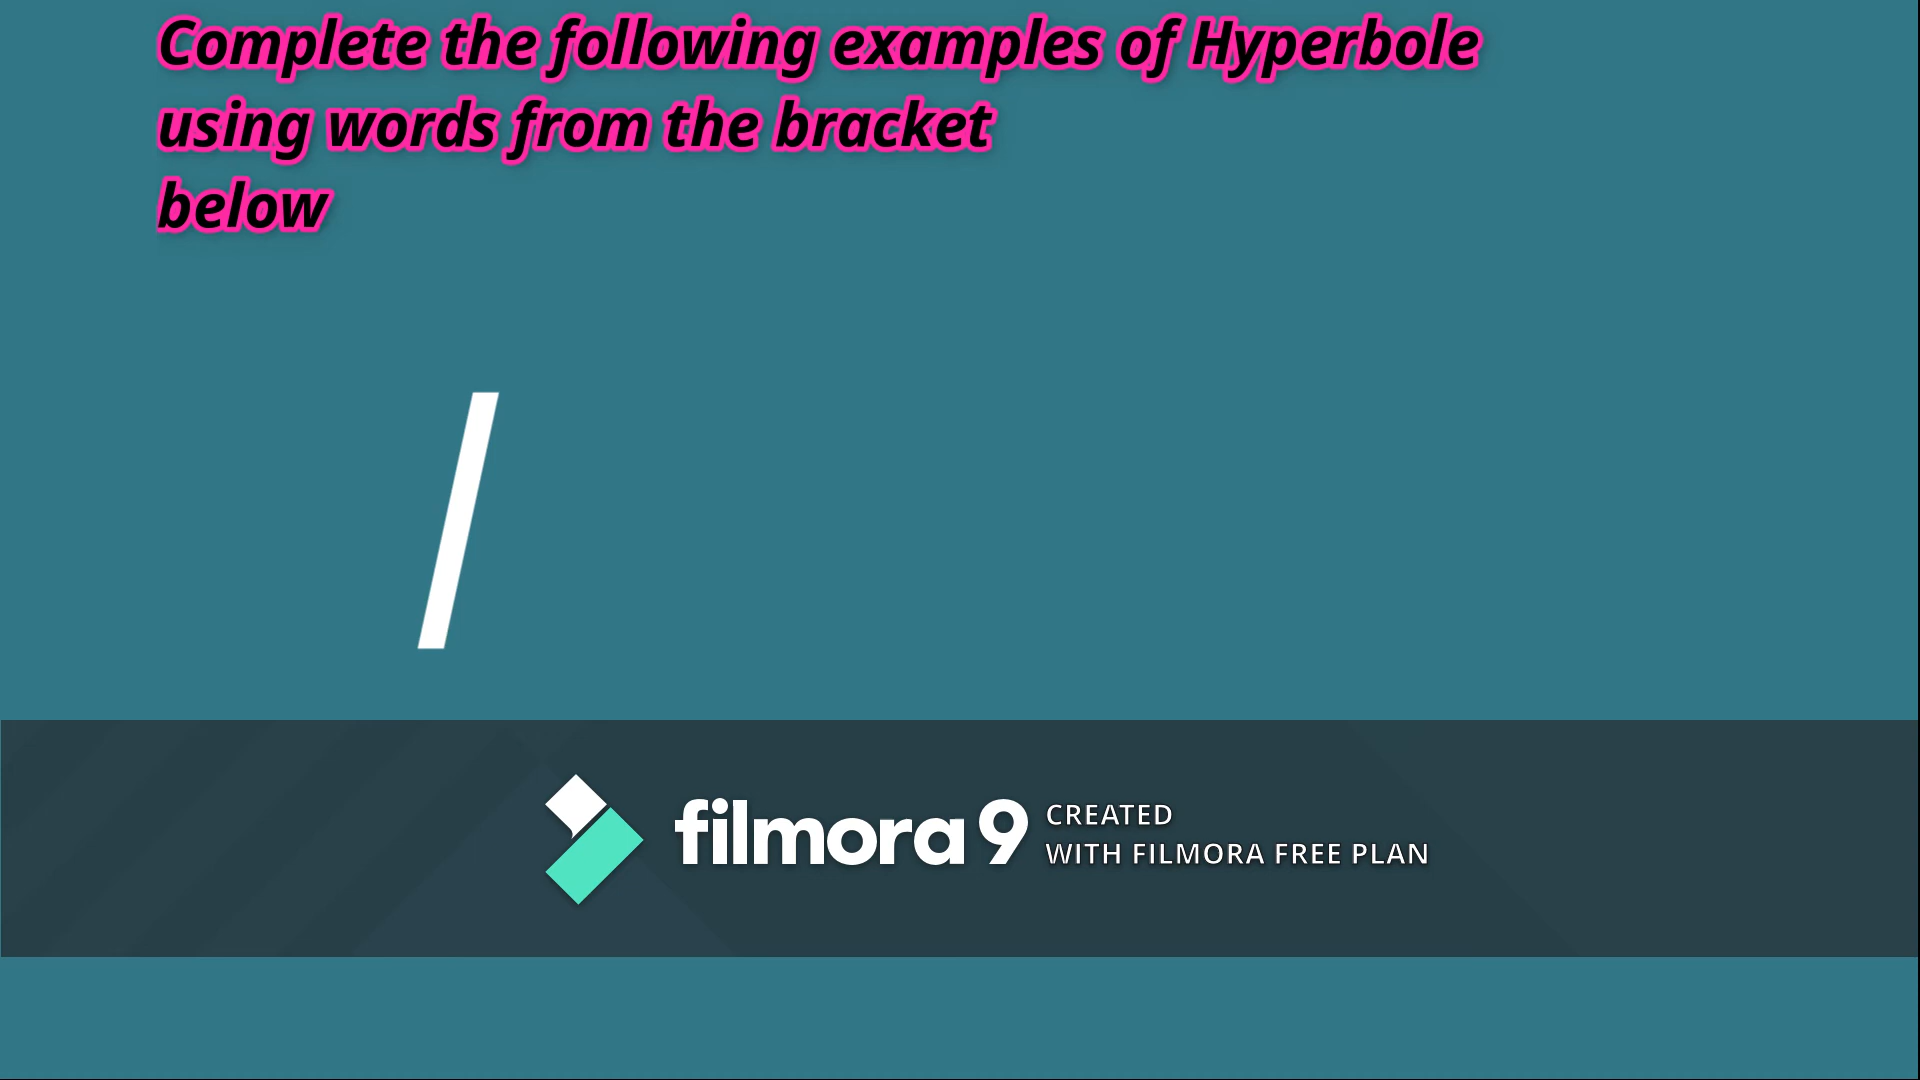 Complete the following examples of Hyperbole
using words from the bracket
below
/
filmora 9
CREATED
WITH FILMORA FREE PLAN